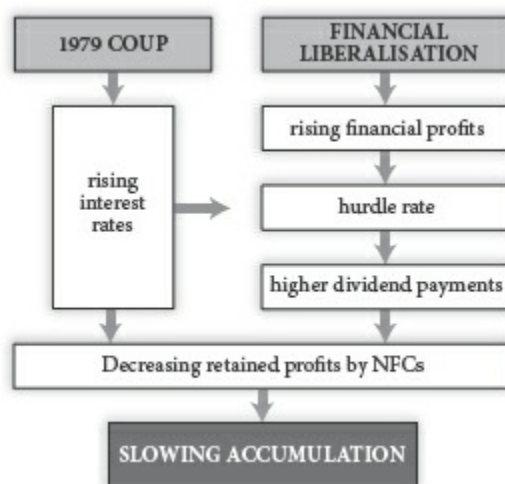 1979 COUP
FINANCIAL
LIBERALISATION
rising financial profits
rising
interest
rates
hurdle rate
higher dividend payments
Decreasing retained profits by NFCs
SLOWING ACCUMULATION